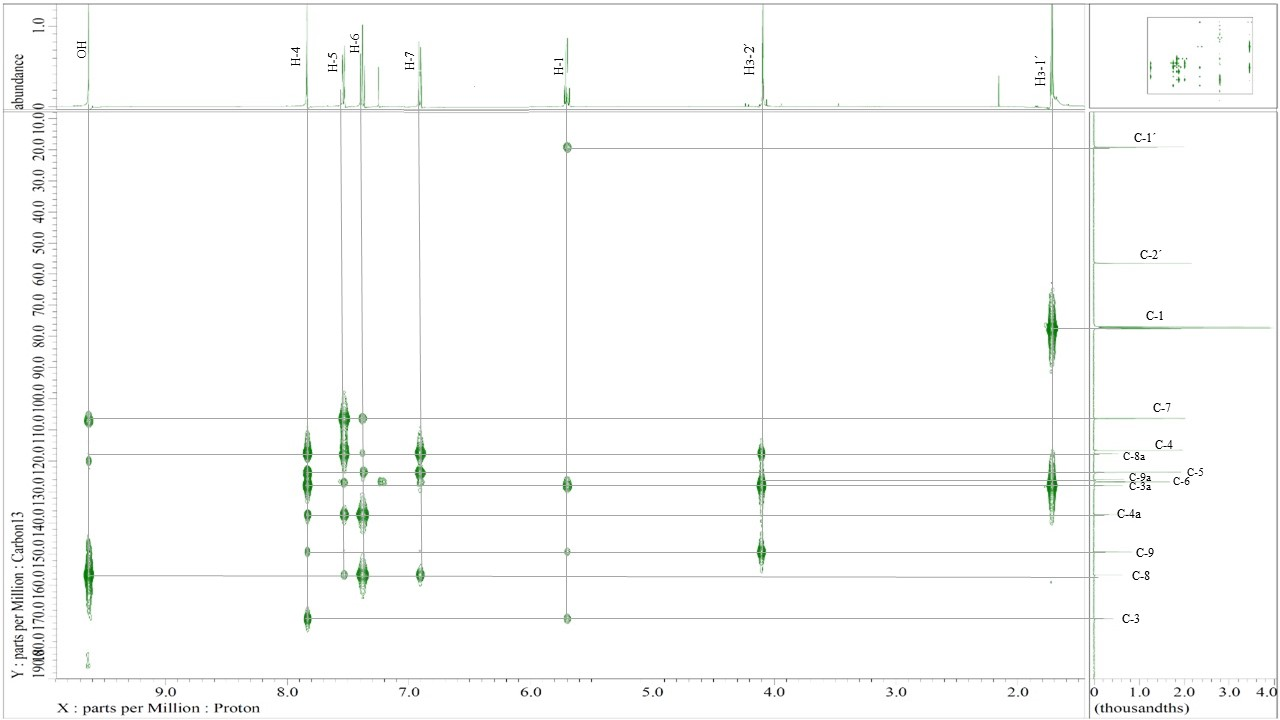 abundance
0 1.0
OH
H-4
H-5
H-6
H-7
H-1
H3-2´
H3-1´
Y : parts per Million : Carbon13
10.0
20.0
30.0
40.0
50.0
60.0
70.0
80.0
90.0
100.0
110.0
120.0
130.0
140.0
150.0
160.0
170.0
180.0
190.0
C-1´
C-2´
C-1
C-7
C-4
C-8a
C-5
C-9a
C-6
C-3a
C-4a
C-9
C-8
C-3
9.0 8.0 7.0 6.0 5.0 4.0 3.0 2.0
X : parts per Million : Proton
0 1.0 2.0 3.0 4.0
(thousandths)